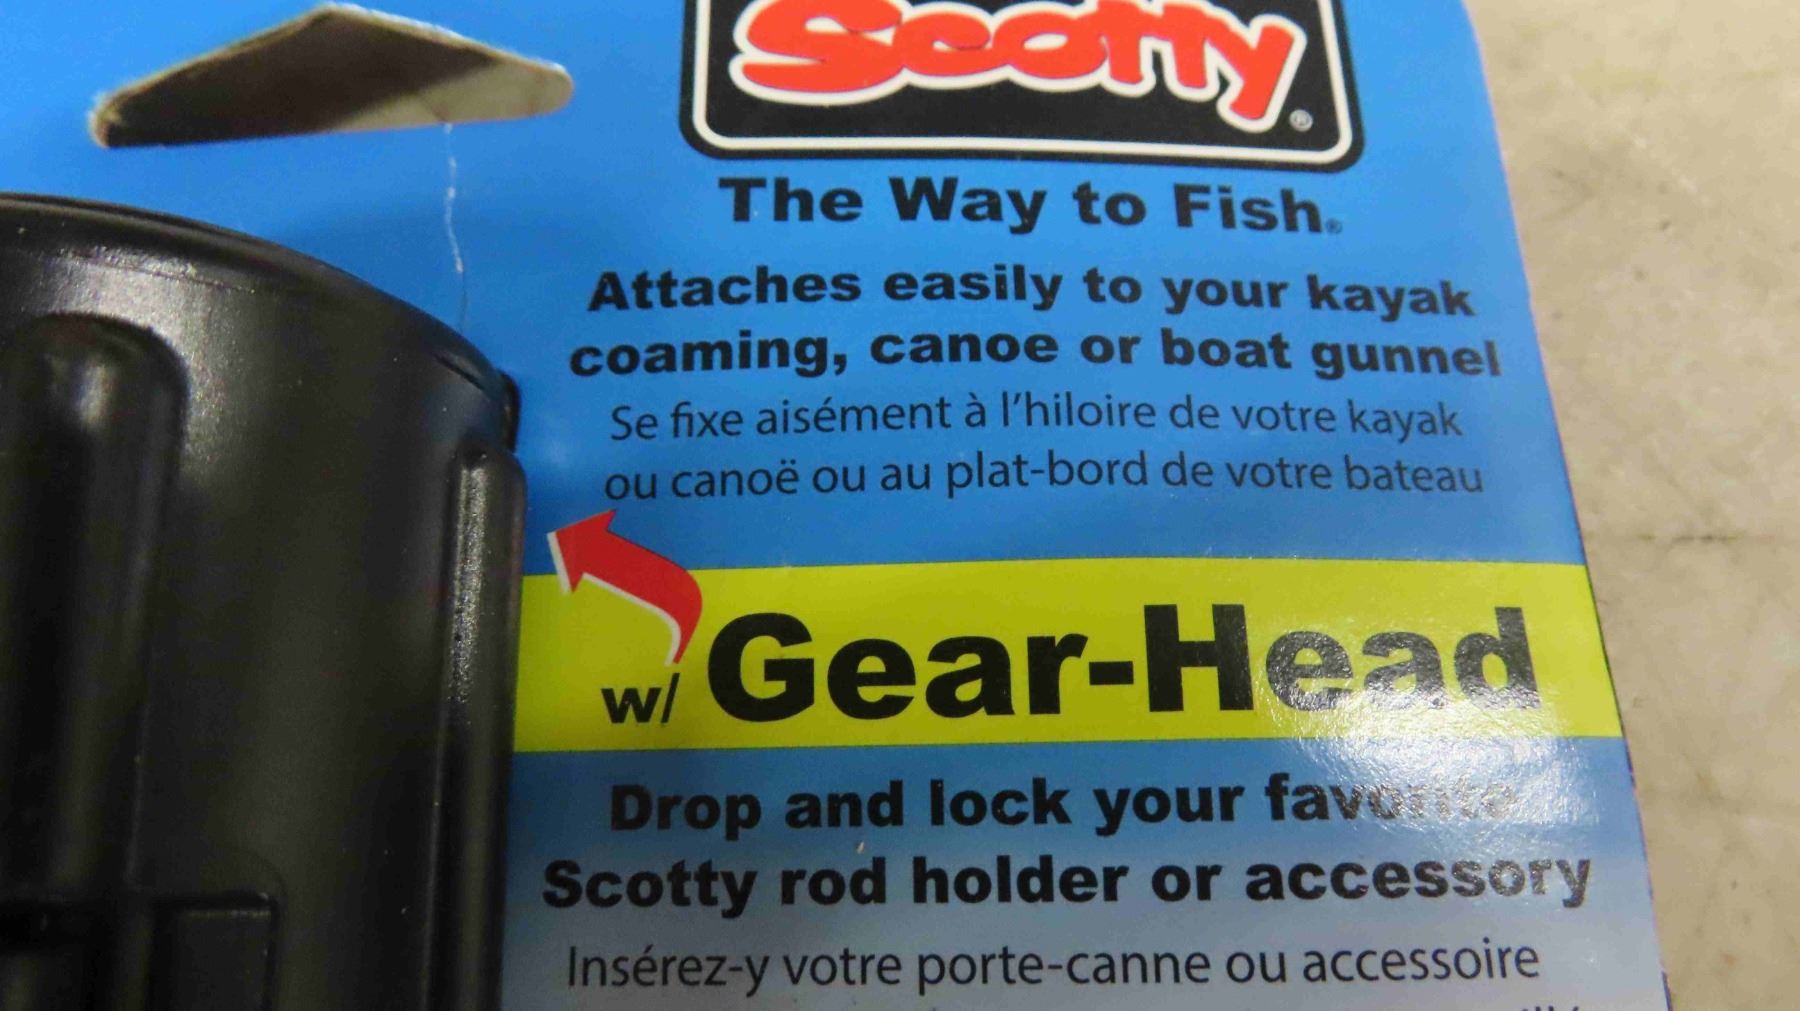 Scotty®
The Way to Fish®
Attaches easily to your kayak
coaming, canoe or boat gunnel
Se fixe aisément à l'hiloire de votre kayak
ou canoë ou au plat-bord de votre bateau
w/ Gear-Head
Drop and lock your favorite
Scotty rod holder or accessory
Insérez-y votre porte-canne ou accessoire